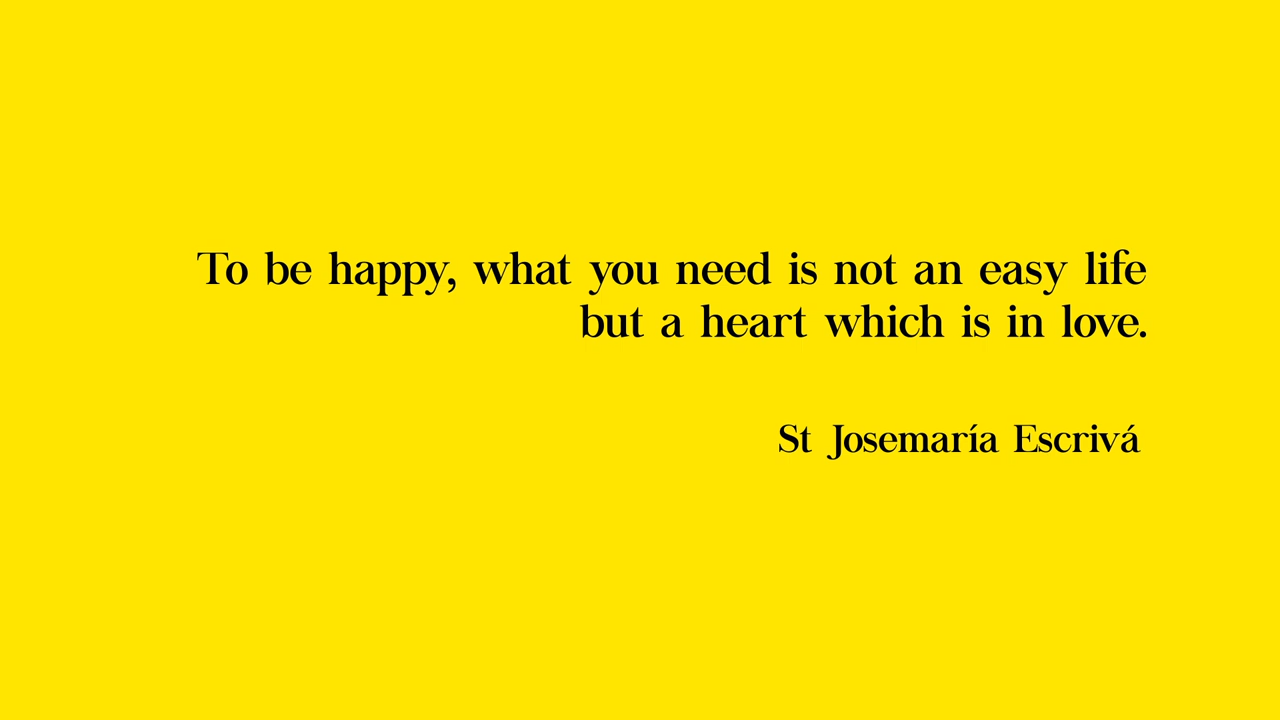 To be happy, what you need is not an easy life
but a heart which is in love.
St Josemaría Escrivá